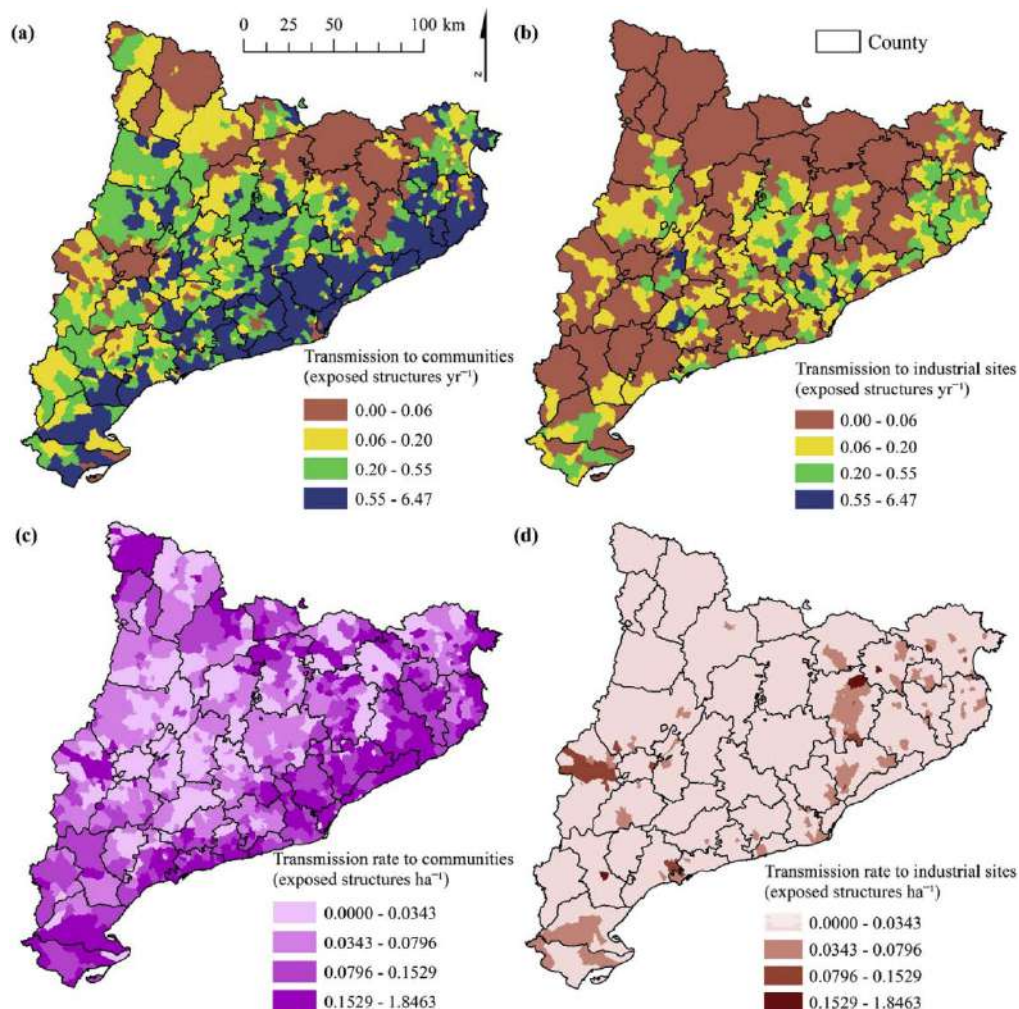 (a)
0 25 50 100 km
z
(b)
County
Transmission to communities
(exposed structures yr⁻¹)
0.00 - 0.06
0.06 - 0.20
0.20 - 0.55
0.55 - 6.47
Transmission to industrial sites
(exposed structures yr⁻¹)
0.00 - 0.06
0.06 - 0.20
0.20 - 0.55
0.55 - 6.47
(c)
Transmission rate to communities
(exposed structures ha⁻¹)
0.0000 - 0.0343
0.0343 - 0.0796
0.0796 - 0.1529
0.1529 - 1.8463
(d)
Transmission rate to industrial sites
(exposed structures ha⁻¹)
0.0000 - 0.0343
0.0343 - 0.0796
0.0796 - 0.1529
0.1529 - 1.8463